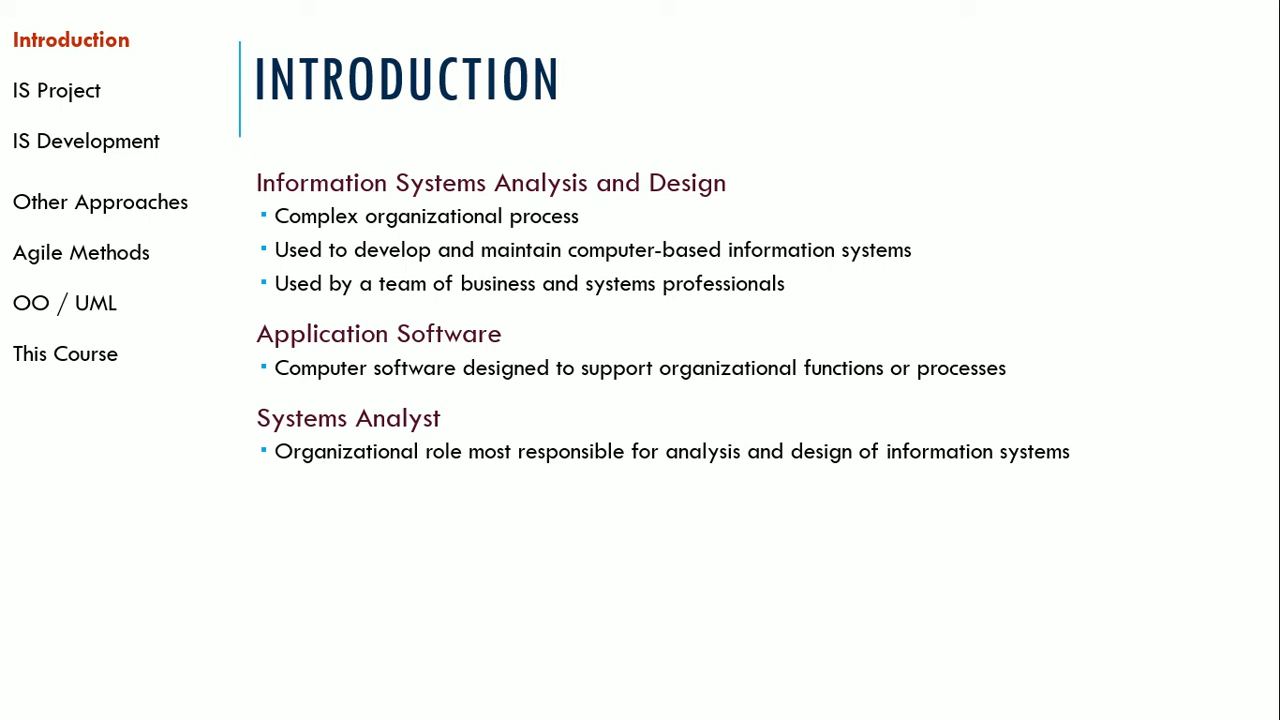 Introduction
IS Project
IS Development
Other Approaches
Agile Methods
OO / UML
This Course
INTRODUCTION
Information Systems Analysis and Design
▪ Complex organizational process
▪ Used to develop and maintain computer-based information systems
▪ Used by a team of business and systems professionals
Application Software
▪ Computer software designed to support organizational functions or processes
Systems Analyst
▪ Organizational role most responsible for analysis and design of information systems